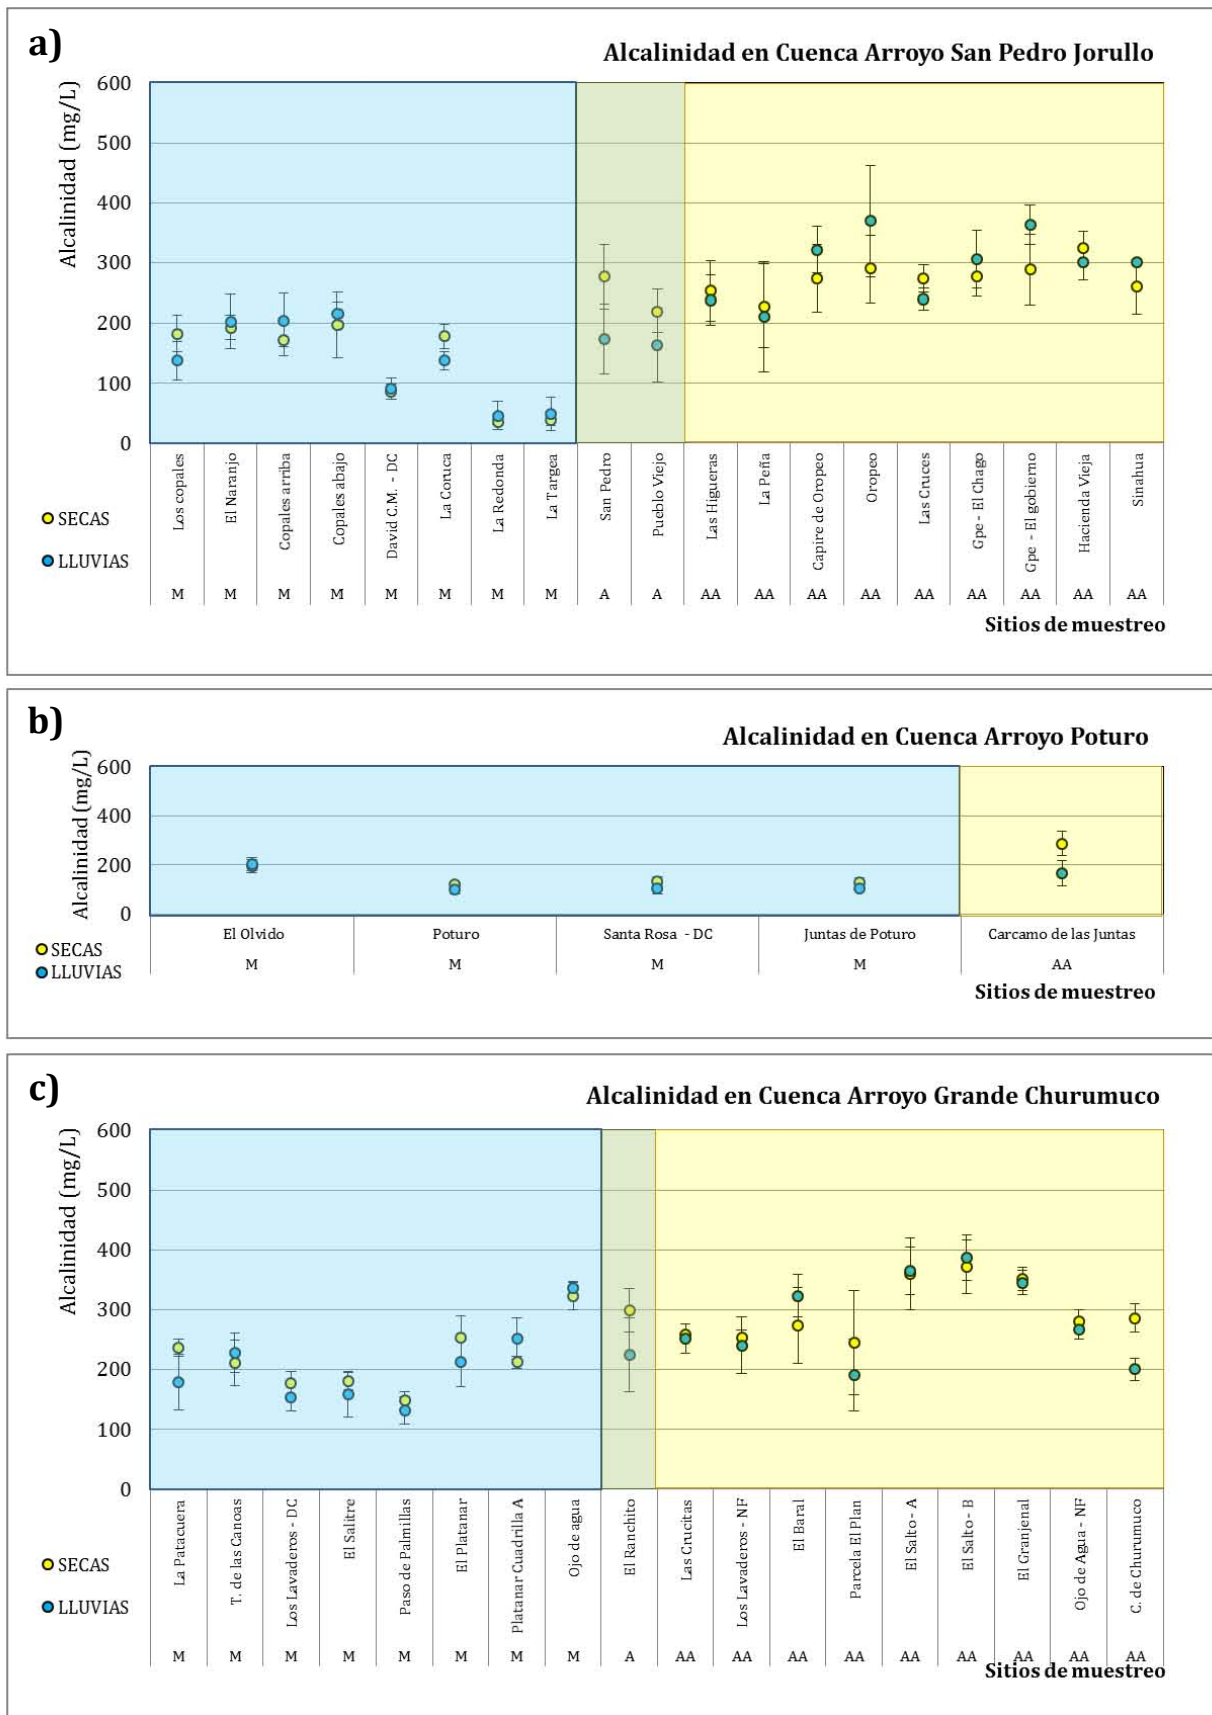 a)
Alcalinidad en Cuenca Arroyo San Pedro Jorullo
Alcalinidad (mg/L)
600
500
400
300
200
100
0
Los copales
El Naranjo
Copales arriba
Copales abajo
David C.M. - DC
La Coruca
La Redonda
La Targea
San Pedro
Pueblo Viejo
Las Higueras
La Peña
Capire de Oropeo
Oropeo
Las Cruces
Gpe - El Chago
Gpe - El gobierno
Hacienda Vieja
Sinahua
SECAS
LLUVIAS
M M M M M M M M A A AA AA AA AA AA AA AA AA AA
Sitios de muestreo
b)
Alcalinidad en Cuenca Arroyo Poturo
Alcalinidad (mg/L)
600
400
200
0
El Olvido Poturo Santa Rosa - DC Juntas de Poturo Carcamo de las Juntas
SECAS
LLUVIAS
M M M M AA
Sitios de muestreo
c)
Alcalinidad en Cuenca Arroyo Grande Churumuco
Alcalinidad (mg/L)
600
500
400
300
200
100
0
La Patacuera
T. de las Canoas
Los Lavaderos - DC
El Salitre
Paso de Palmillas
El Platanar
Platanar Cuadrilla A
Ojo de agua
El Ranchito
Las Crucitas
Los Lavaderos - NF
El Baral
Parcela El Plan
El Salto - A
El Salto - B
El Granjenal
Ojo de Agua - NF
C. de Churumuco
SECAS
LLUVIAS
M M M M M M M M A AA AA AA AA AA AA AA AA AA
Sitios de muestreo